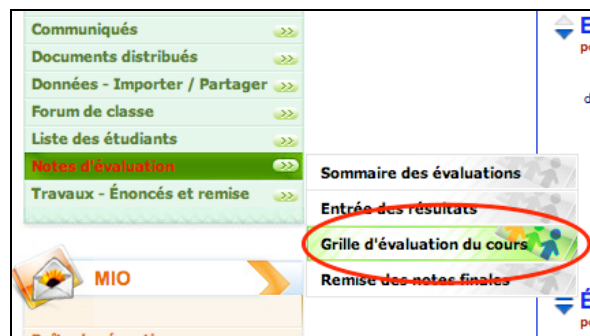 Communiqués
Documents distribués
Données - Importer / Partager
Forum de classe
Liste des étudiants
Notes d'évaluation
Travaux - Énoncés et remise
Sommaire des évaluations
Entrée des résultats
Grille d'évaluation du cours
Remise des notes finales
MIO